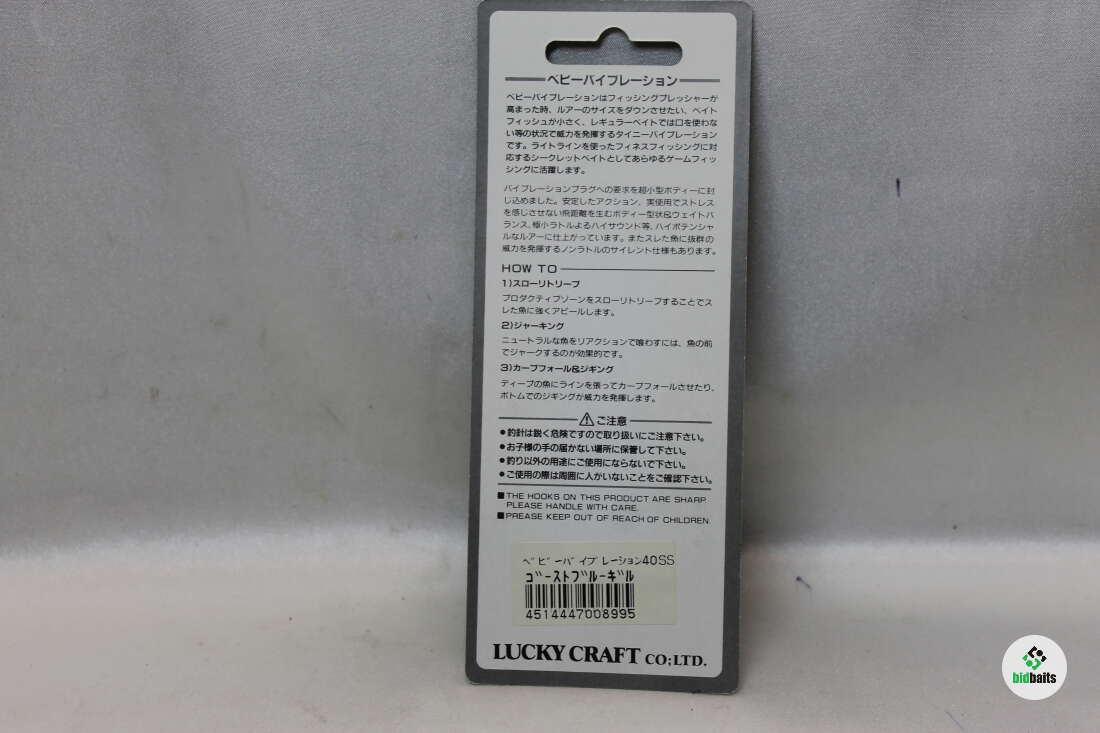 ベビーバイブレーション
ベビーバイブレーションはフィッシングプレッシャーが
高まった時、ルアーのサイズをダウンさせたい、ベイト
フィッシュが小さく、レギュラーベイトでは口を使わな
い等の状況で威力を発揮するタイニーバイブレーション
です。ライトラインを使ったフィネスフィッシングに対
応するシークレットベイトとしてあらゆるゲームフィッ
シングに活躍します。
バイブレーションプラグへの要求を超小型ボディーに封
じ込めました。安定したアクション、実使用でストレス
を感じさせない飛距離を生むボディー型状&ウェイトバ
ランス、極小ラトルよるハイサウンド等、ハイポテンシャ
ルなルアーに仕上がっています。またスレた魚に抜群の
威力を発揮するノンラトルのサイレント仕様もあります。
HOW TO
1)スローリトリーブ
プロダクティブゾーンをスローリトリーブすることでス
レた魚に強くアピールします。
2)ジャーキング
ニュートラルな魚をリアクションで喰わすには、魚の前
でジャークするのが効果的です。
3)カーブフォール&ジギング
ディープの魚にラインを張ってカーブフォールさせたり、
ボトムでのジギングが威力を発揮します。
⚠ご注意
●釣針は鋭く危険ですので取り扱いにご注意下さい。
●お子様の手の届かない場所に保管して下さい。
●釣り以外の用途にご使用にならないで下さい。
●ご使用の際は周囲に人がいないことをご確認下さい。
■THE HOOKS ON THIS PRODUCT ARE SHARP.
PLEASE HANDLE WITH CARE.
■PREASE KEEP OUT OF REACH OF CHILDREN.
ベビーバイブレーション40SS
ゴーストブルーギル
4514447008995
LUCKY CRAFT CO;LTD.
bidbaits